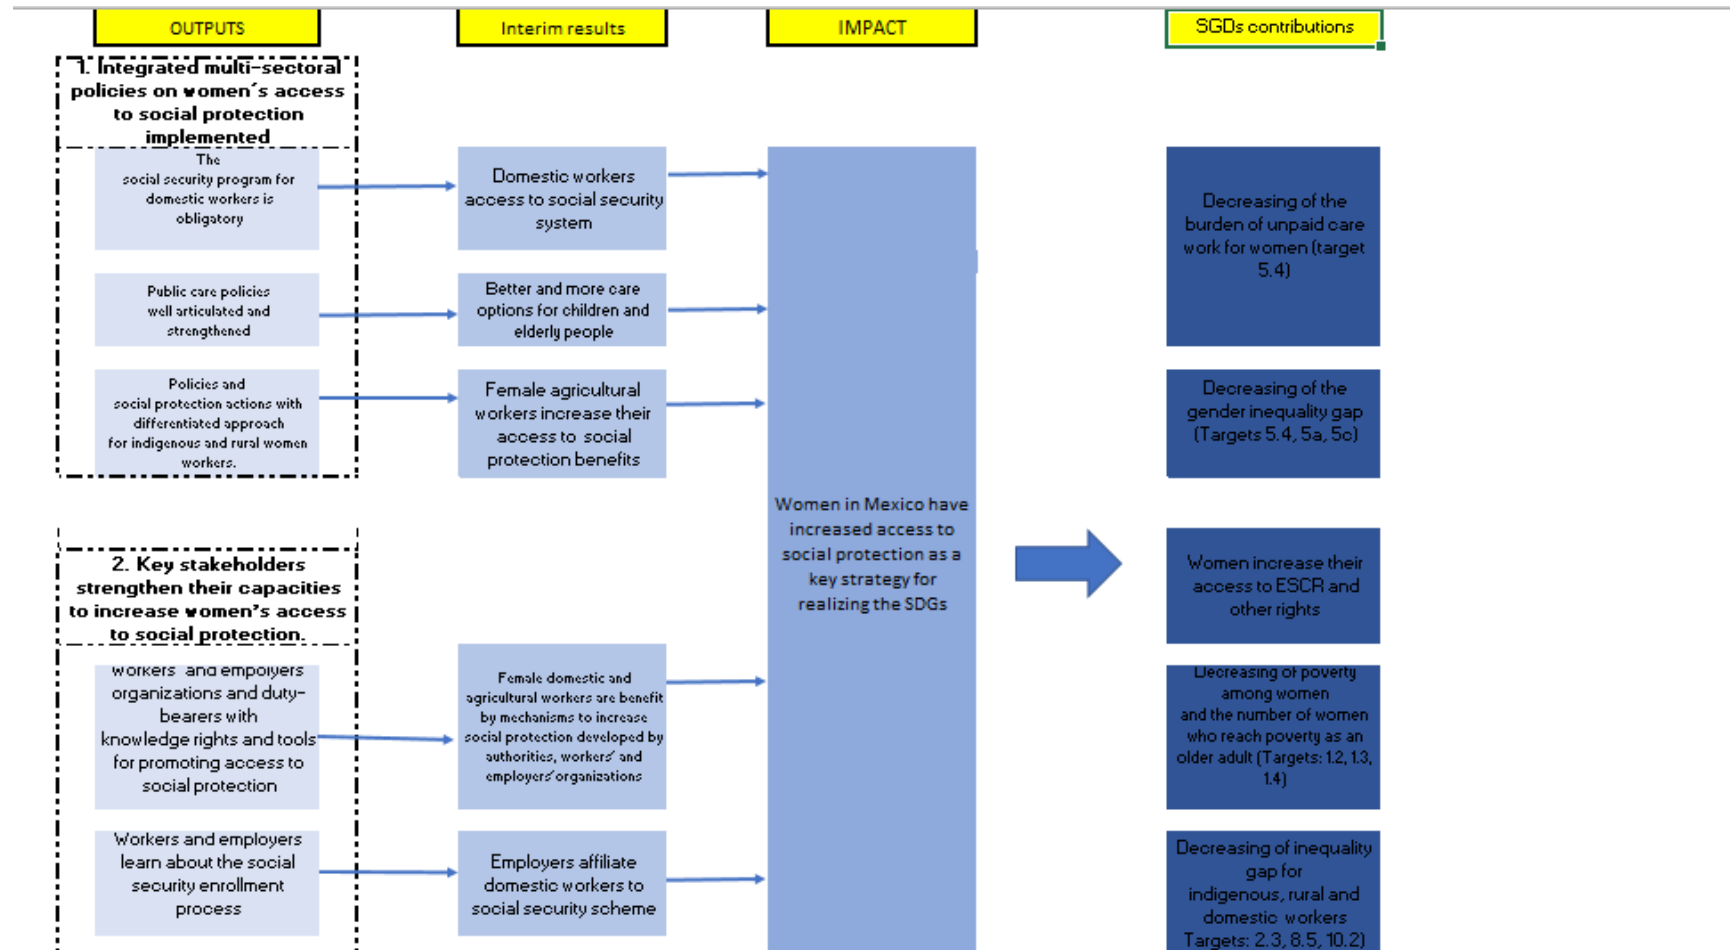 OUTPUTS
Interim results
IMPACT
SGDs contributions
1. Integrated multi-sectoral
policies on women´s access
to social protection
implemented
The
social security program for
domestic workers is
obligatory
Domestic workers
access to social security
system
Public care policies
well articulated and
strengthened
Better and more care
options for children and
elderly people
Policies and
social protection actions with
differentiated approach
for indigenous and rural women
workers.
Female agricultural
workers increase their
access to social
protection benefits
2. Key stakeholders
strengthen their capacities
to increase women's access
to social protection.
Workers´ and empolyers
organizations and duty-
bearers with
knowledge rights and tools
for promoting access to
social protection
Female domestic and
agricultural workers are benefit
by mechanisms to increase
social protection developed by
authorities, workers´ and
employers´organizations
Workers and employers
learn about the social
security enrollment
process
Employers affiliate
domestic workers to
social security scheme
Women in Mexico have
increased access to
social protection as a
key strategy for
realizing the SDGs
Decreasing of the
burden of unpaid care
work for women (target
5.4)
Decreasing of the
gender inequality gap
(Targets 5.4, 5a, 5c)
Women increase their
access to ESCR and
other rights
Decreasing of poverty
among women
and the number of women
who reach poverty as an
older adult (Targets: 1.2, 1.3,
1.4)
Decreasing of inequality
gap for
indigenous, rural and
domestic workers
Targets: 2.3, 8.5, 10.2)